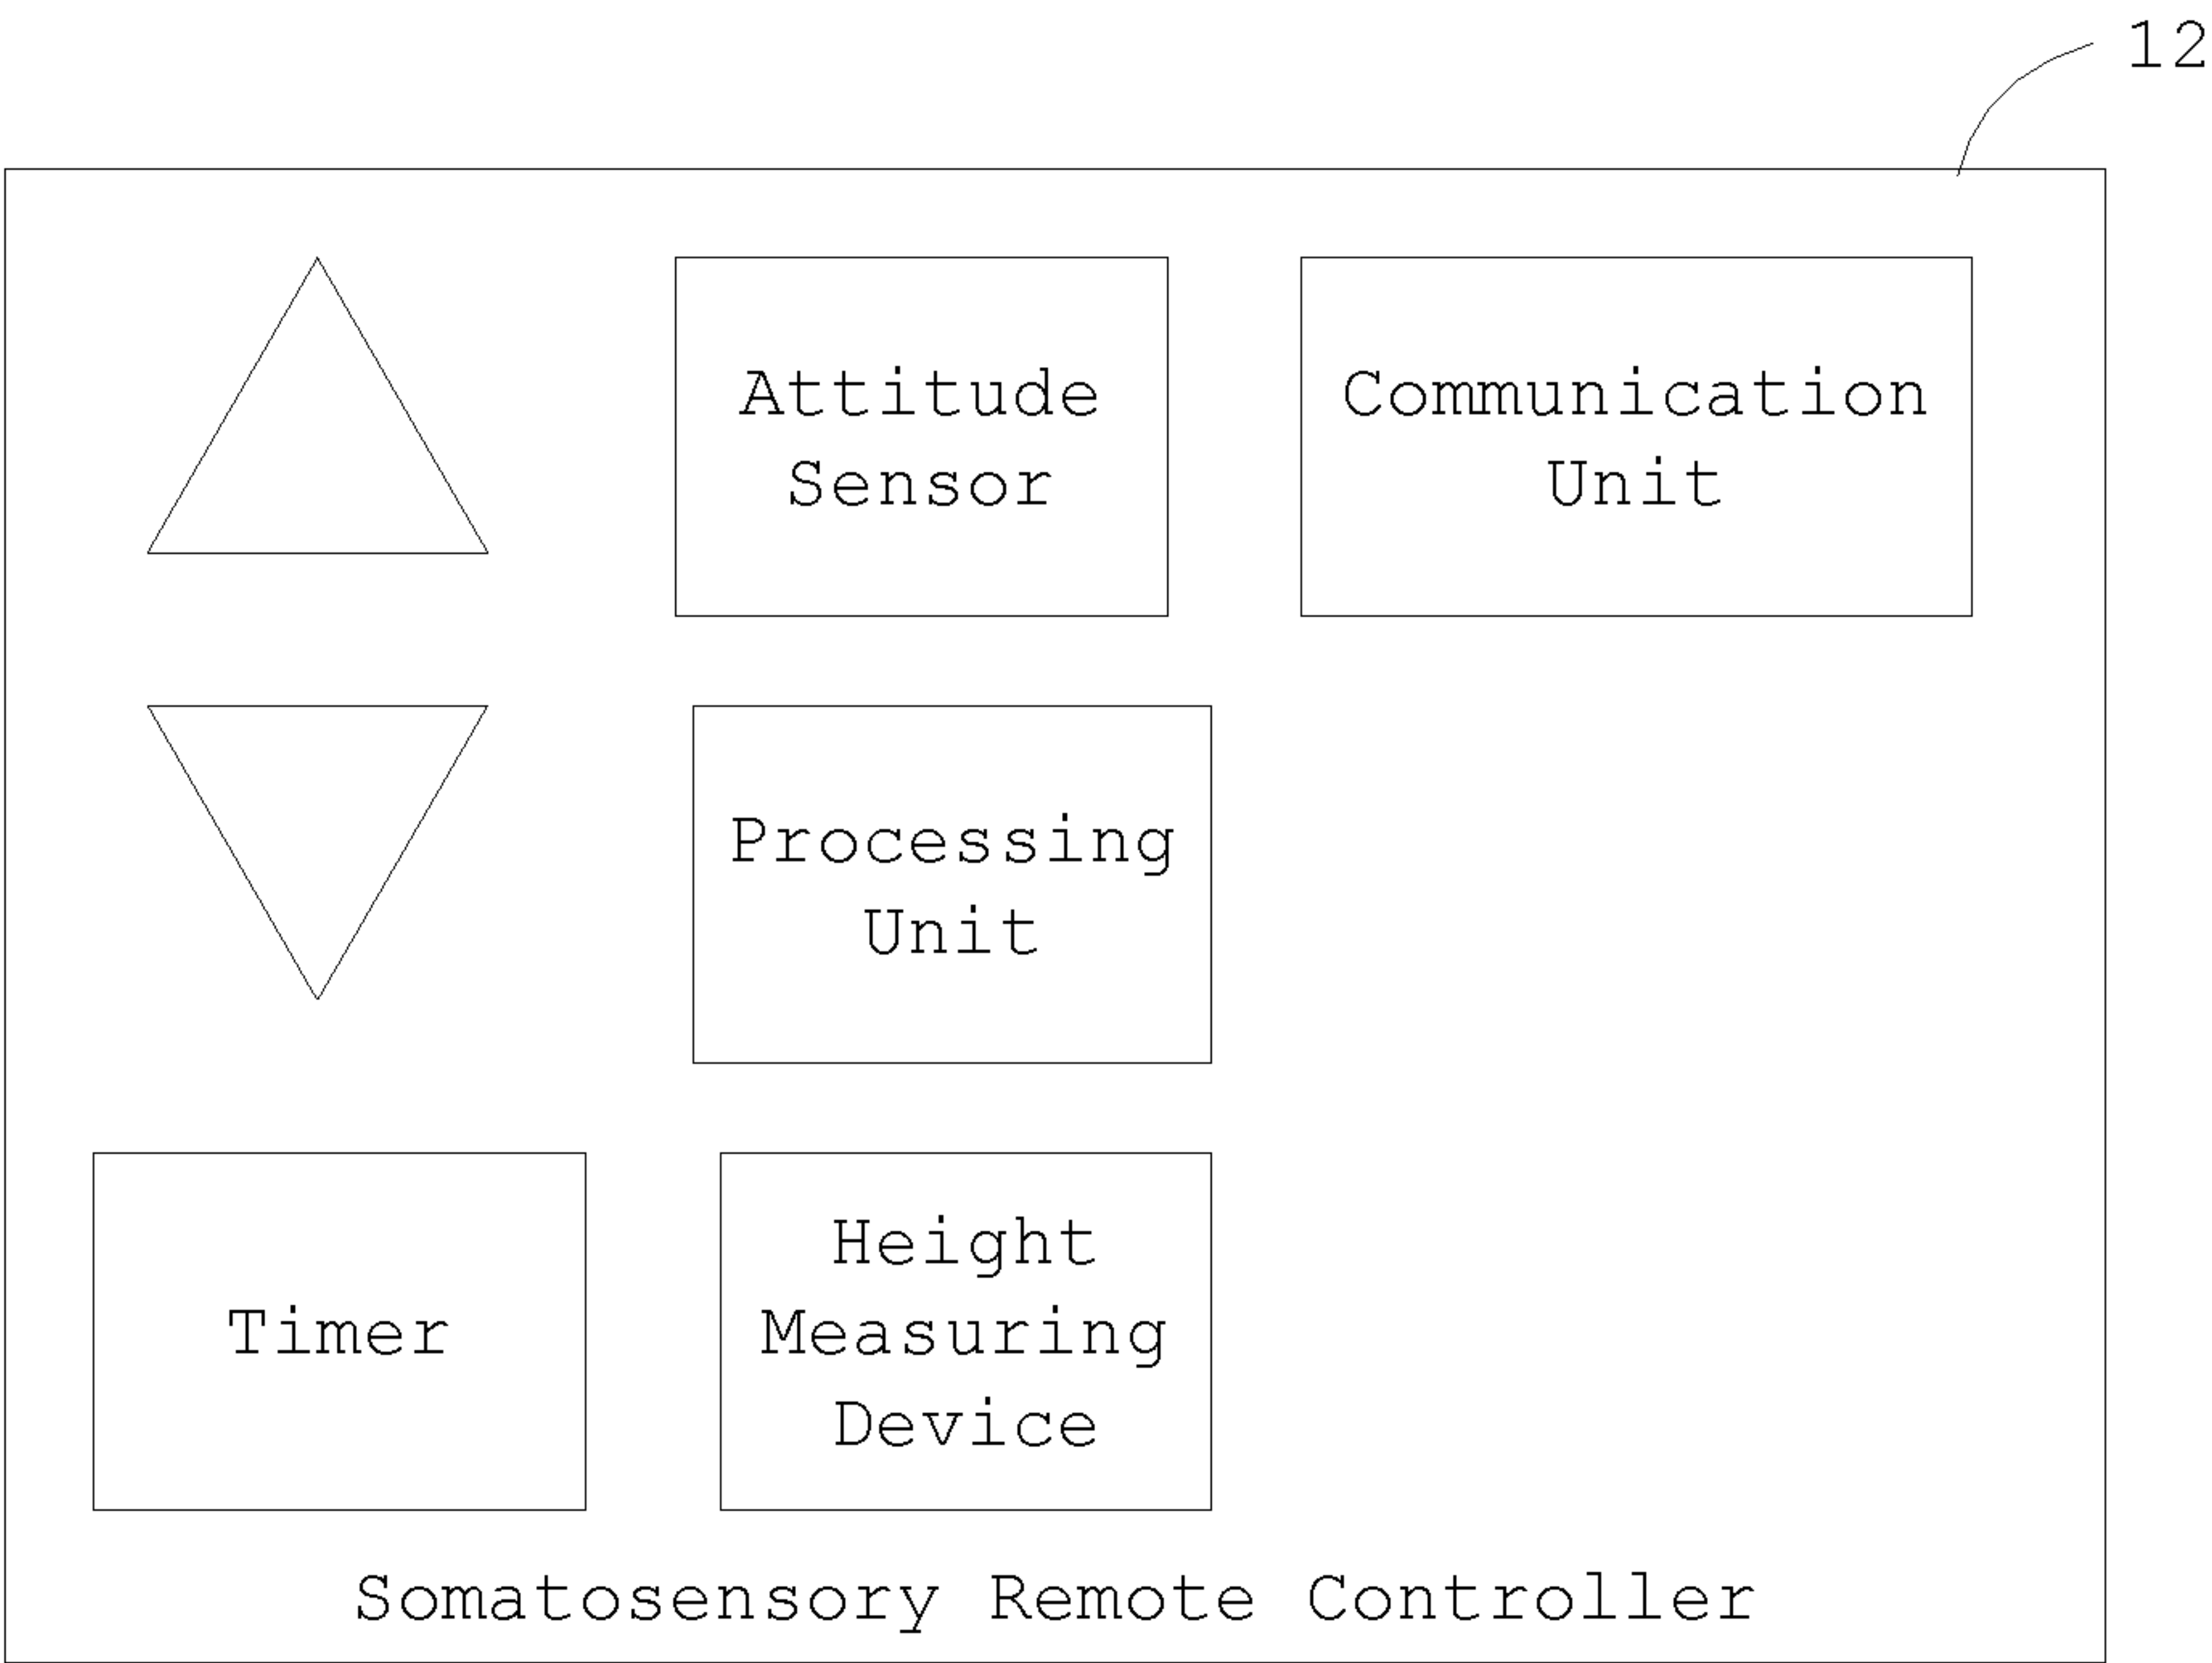 12
Attitude
Sensor
Communication
Unit
Processing
Unit
Timer
Height
Measuring
Device
Somatosensory Remote Controller